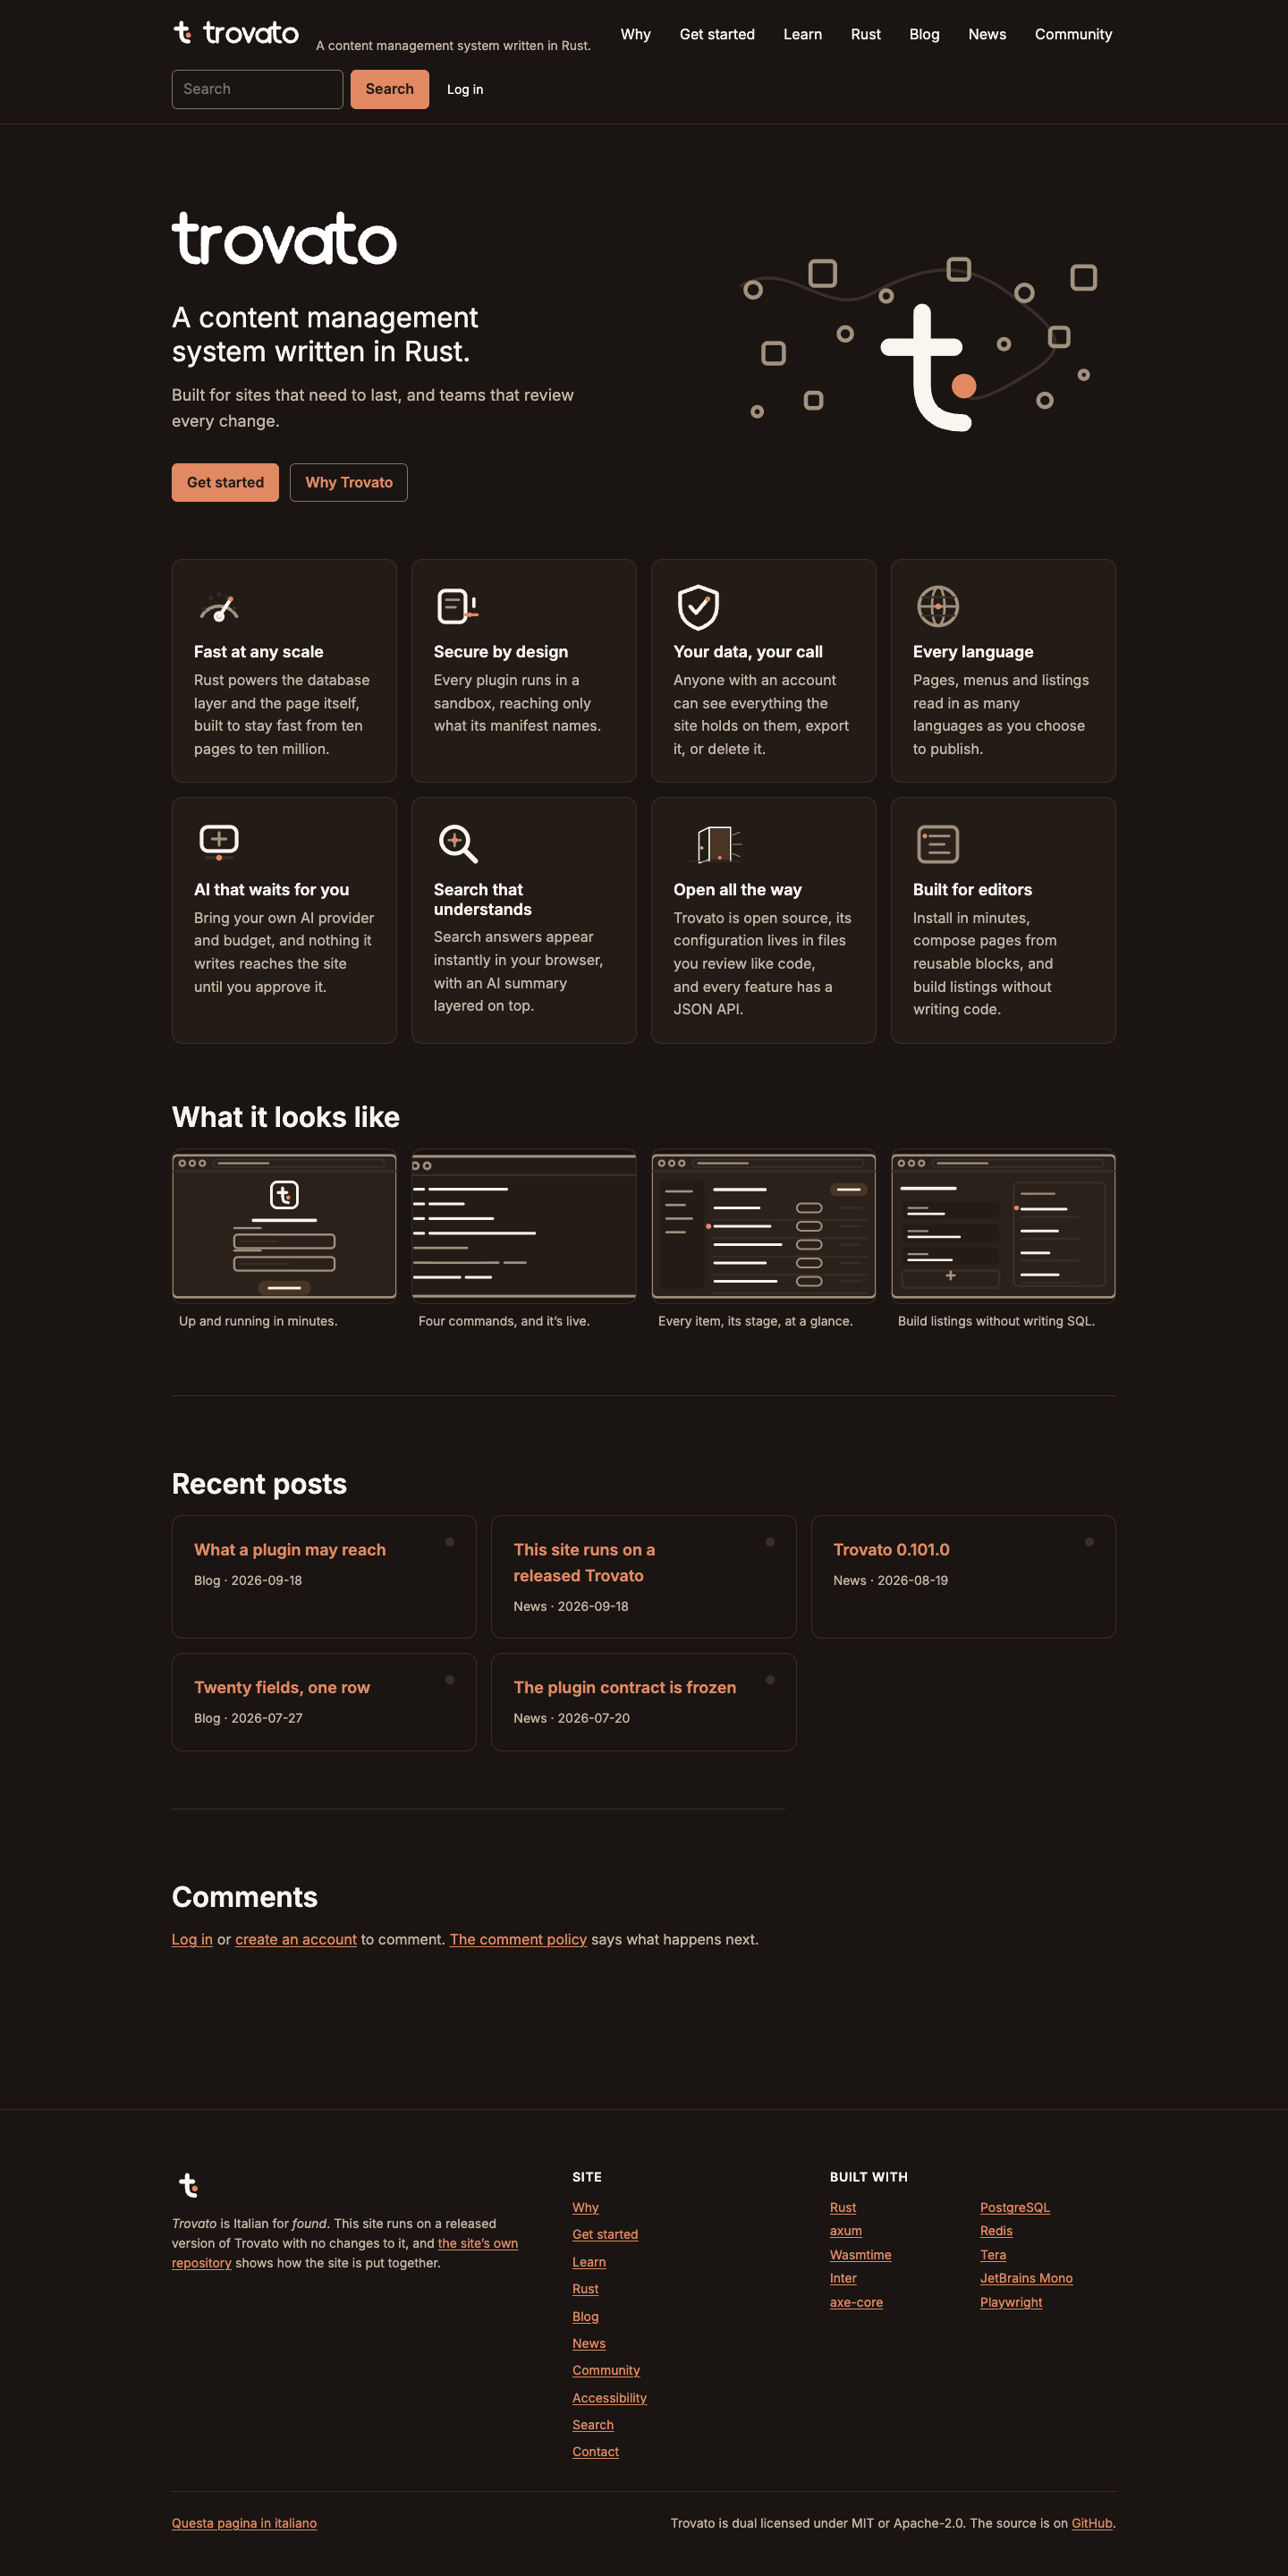 trovato
A content management system written in Rust.
Why
Get started
Learn
Rust
Blog
News
Community
Search
Search
Log in
trovato
A content management
system written in Rust.
Built for sites that need to last, and teams that review
every change.
Get started
Why Trovato
Fast at any scale
Rust powers the database
layer and the page itself,
built to stay fast from ten
pages to ten million.
Secure by design
Every plugin runs in a
sandbox, reaching only
what its manifest names.
Your data, your call
Anyone with an account
can see everything the
site holds on them, export
it, or delete it.
Every language
Pages, menus and listings
read in as many
languages as you choose
to publish.
AI that waits for you
Bring your own AI provider
and budget, and nothing it
writes reaches the site
until you approve it.
Search that
understands
Search answers appear
instantly in your browser,
with an AI summary
layered on top.
Open all the way
Trovato is open source, its
configuration lives in files
you review like code,
and every feature has a
JSON API.
Built for editors
Install in minutes,
compose pages from
reusable blocks, and
build listings without
writing code.
What it looks like
Up and running in minutes.
Four commands, and it’s live.
Every item, its stage, at a glance.
Build listings without writing SQL.
Recent posts
What a plugin may reach
Blog · 2026-09-18
This site runs on a
released Trovato
News · 2026-09-18
Trovato 0.101.0
News · 2026-08-19
Twenty fields, one row
Blog · 2026-07-27
The plugin contract is frozen
News · 2026-07-20
Comments
Log in or create an account to comment. The comment policy says what happens next.
Trovato is Italian for found. This site runs on a released
version of Trovato with no changes to it, and the site’s own
repository shows how the site is put together.
SITE
Why
Get started
Learn
Rust
Blog
News
Community
Accessibility
Search
Contact
BUILT WITH
Rust
axum
Wasmtime
Inter
axe-core
PostgreSQL
Redis
Tera
JetBrains Mono
Playwright
Questa pagina in italiano
Trovato is dual licensed under MIT or Apache-2.0. The source is on GitHub.